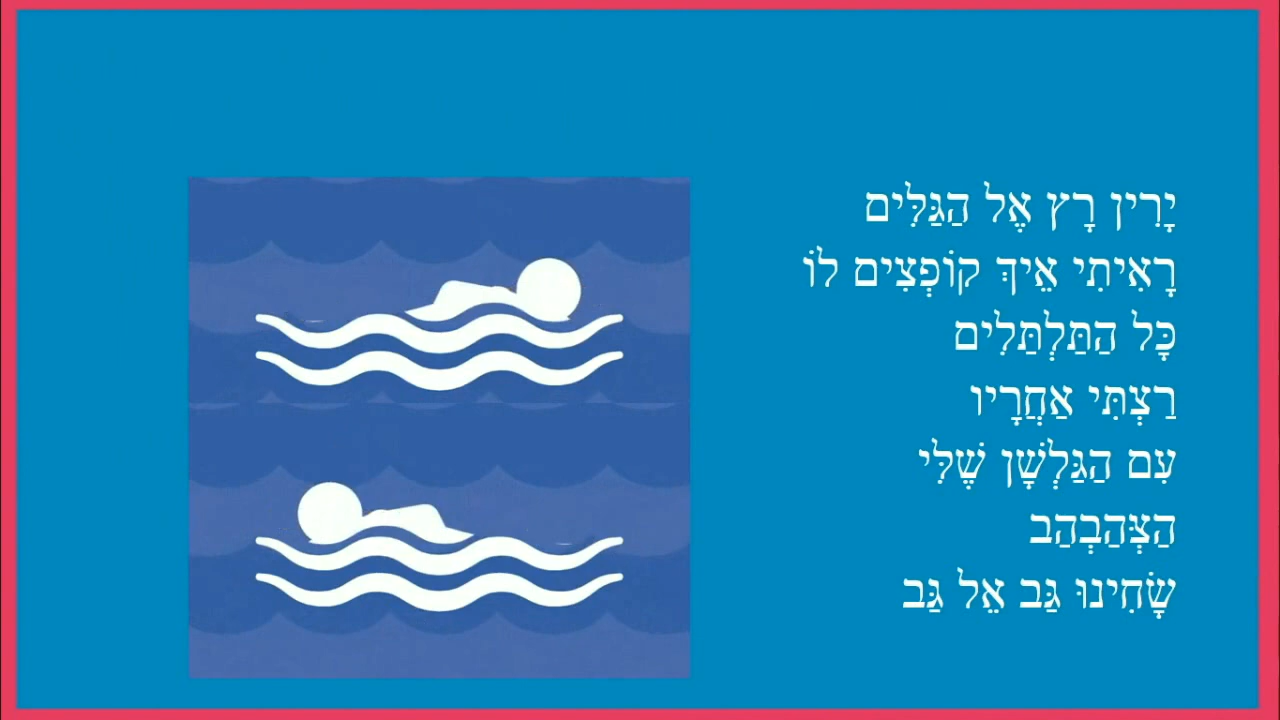 יָרִין רָץ אֶל הַגַּלִּים
רָאִיתִי אֵיךְ קוֹפְצִים לוֹ
כָּל הַתַּלְתַּלִים
רַצְתִּי אַחֲרָיו
עִם הַגַּלְשָׁן שֶׁלִּי
הַצְּהַבְהַב
שָׂחִינוּ גַּב אֵל גַּב